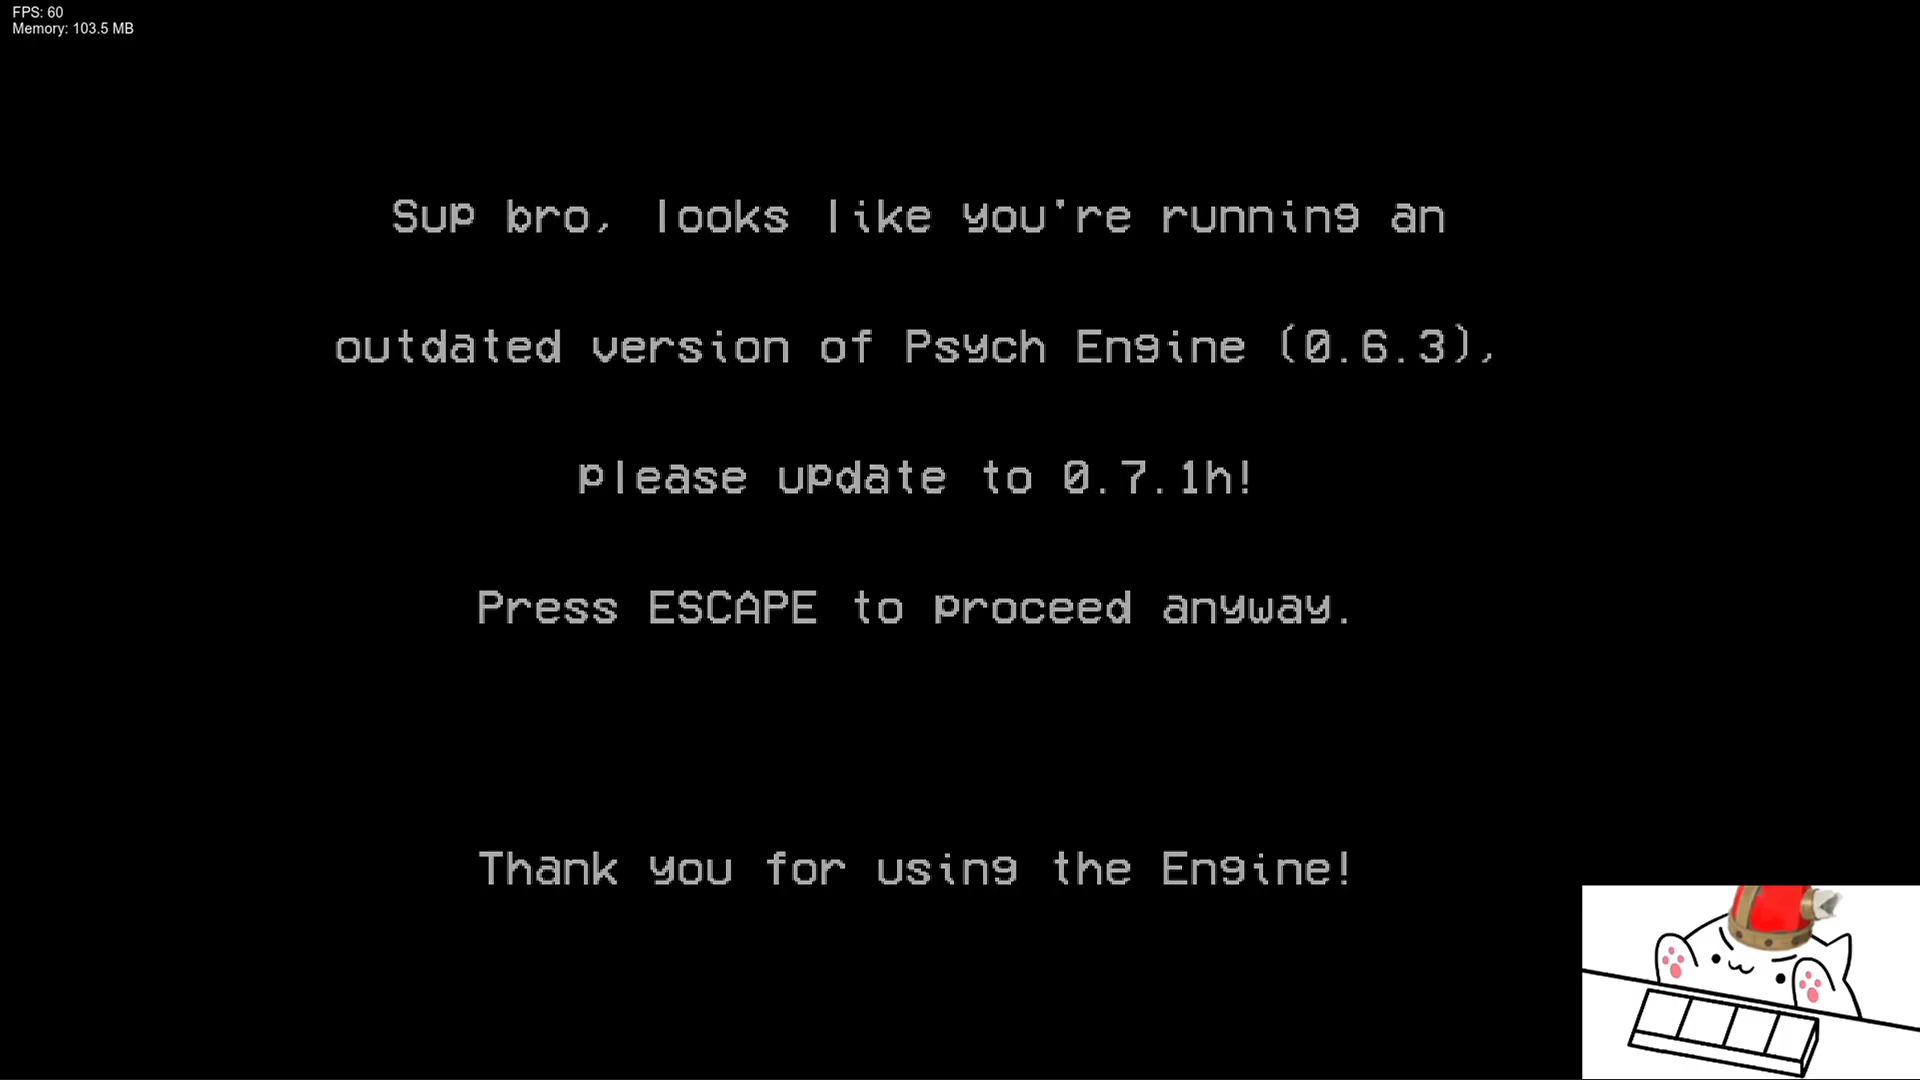 FPS: 60
Memory: 103.5 MB
Sup bro, looks like you're running an
outdated version of Psych Engine (0.6.3),
please update to 0.7.1h!
Press ESCAPE to proceed anyway.
Thank you for using the Engine!